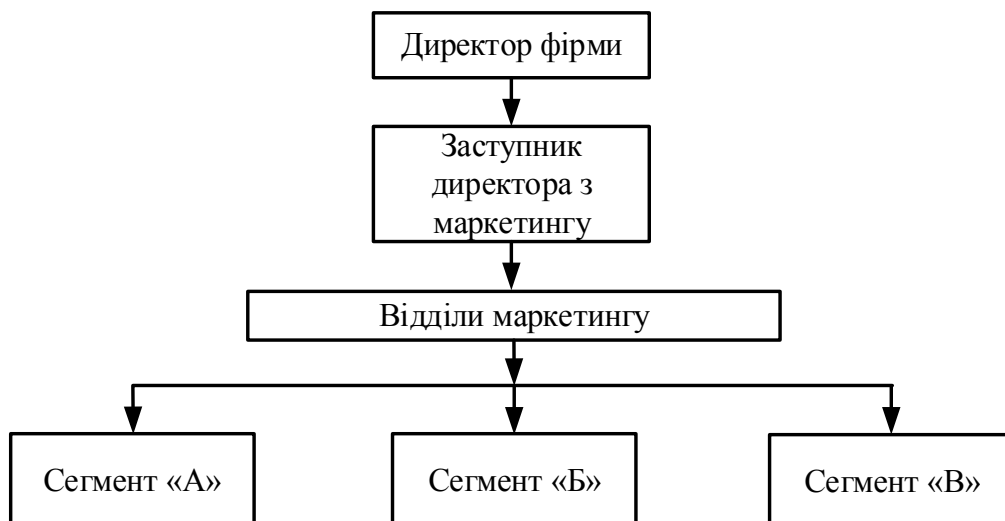 Директор фірми
Заступник
директора з
маркетингу
Відділи маркетингу
Сегмент «А»
Сегмент «Б»
Сегмент «В»